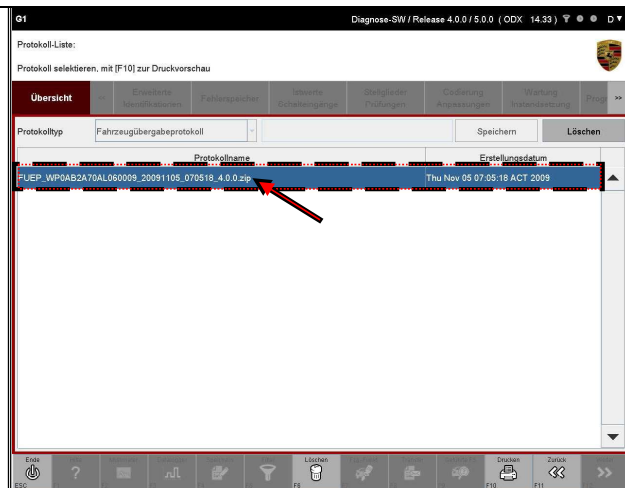 G1 Diagnose-SW / Release 4.0.0 / 5.0.0 ( ODX 14.33 ) D
Protokoll-Liste:
Protokoll selektieren, mit [F10] zur Druckvorschau
Übersicht Erweiterte Identifikationen Fehlerspeicher Istwerte Stellglieder Prüfungen Codierung Anpassungen Wartung Instandsetzung »
Protokolltyp Fahrzeugübergabeprotokoll Speichern Löschen
Protokollname Erstellungsdatum
FUEP_WP0AB2A70AL060009_20091105_070518_4.0.0.zip Thu Nov 05 07:05:18 ACT 2009
Ende Löschen Drucken Zurück
ESC F8 F10 F11